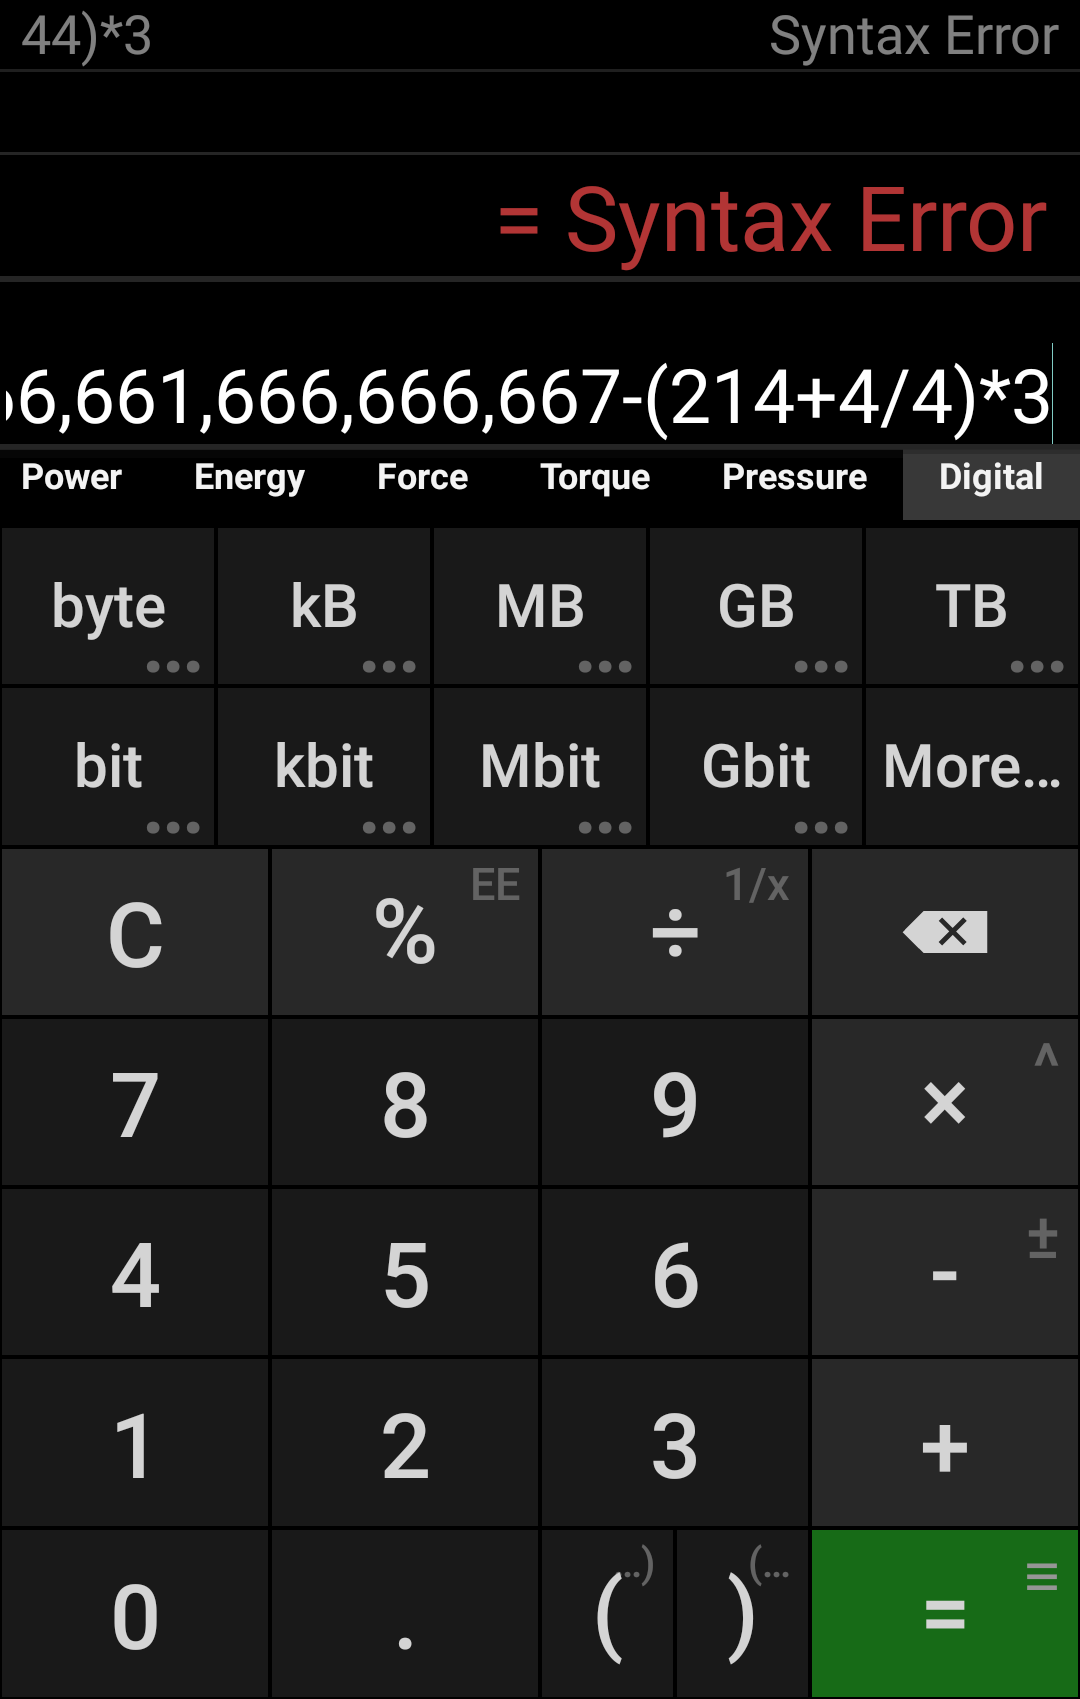 44)*3 Syntax Error
= Syntax Error
6,661,666,666,667-(214+4/4)*3
Power Energy Force Torque Pressure Digital
byte kB MB GB TB
bit kbit Mbit Gbit More...
C % EE ÷ 1/x
7 8 9 × ^
4 5 6 - ±
1 2 3 +
0 . ( ..) ) (... = ≡